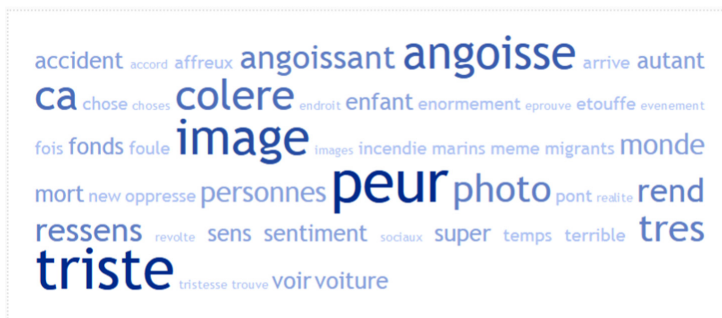 accident accord affreux angoissant angoisse arrive autant
ca chose choses colere endroit enfant enormement eprouve etouffe evenement
fois fonds foule image images incendie marins meme migrants monde
mort new oppresse personnes peur photo pont realite rend
ressens revolte sens sentiment sociaux super temps terrible tres
triste tristesse trouve voir voiture